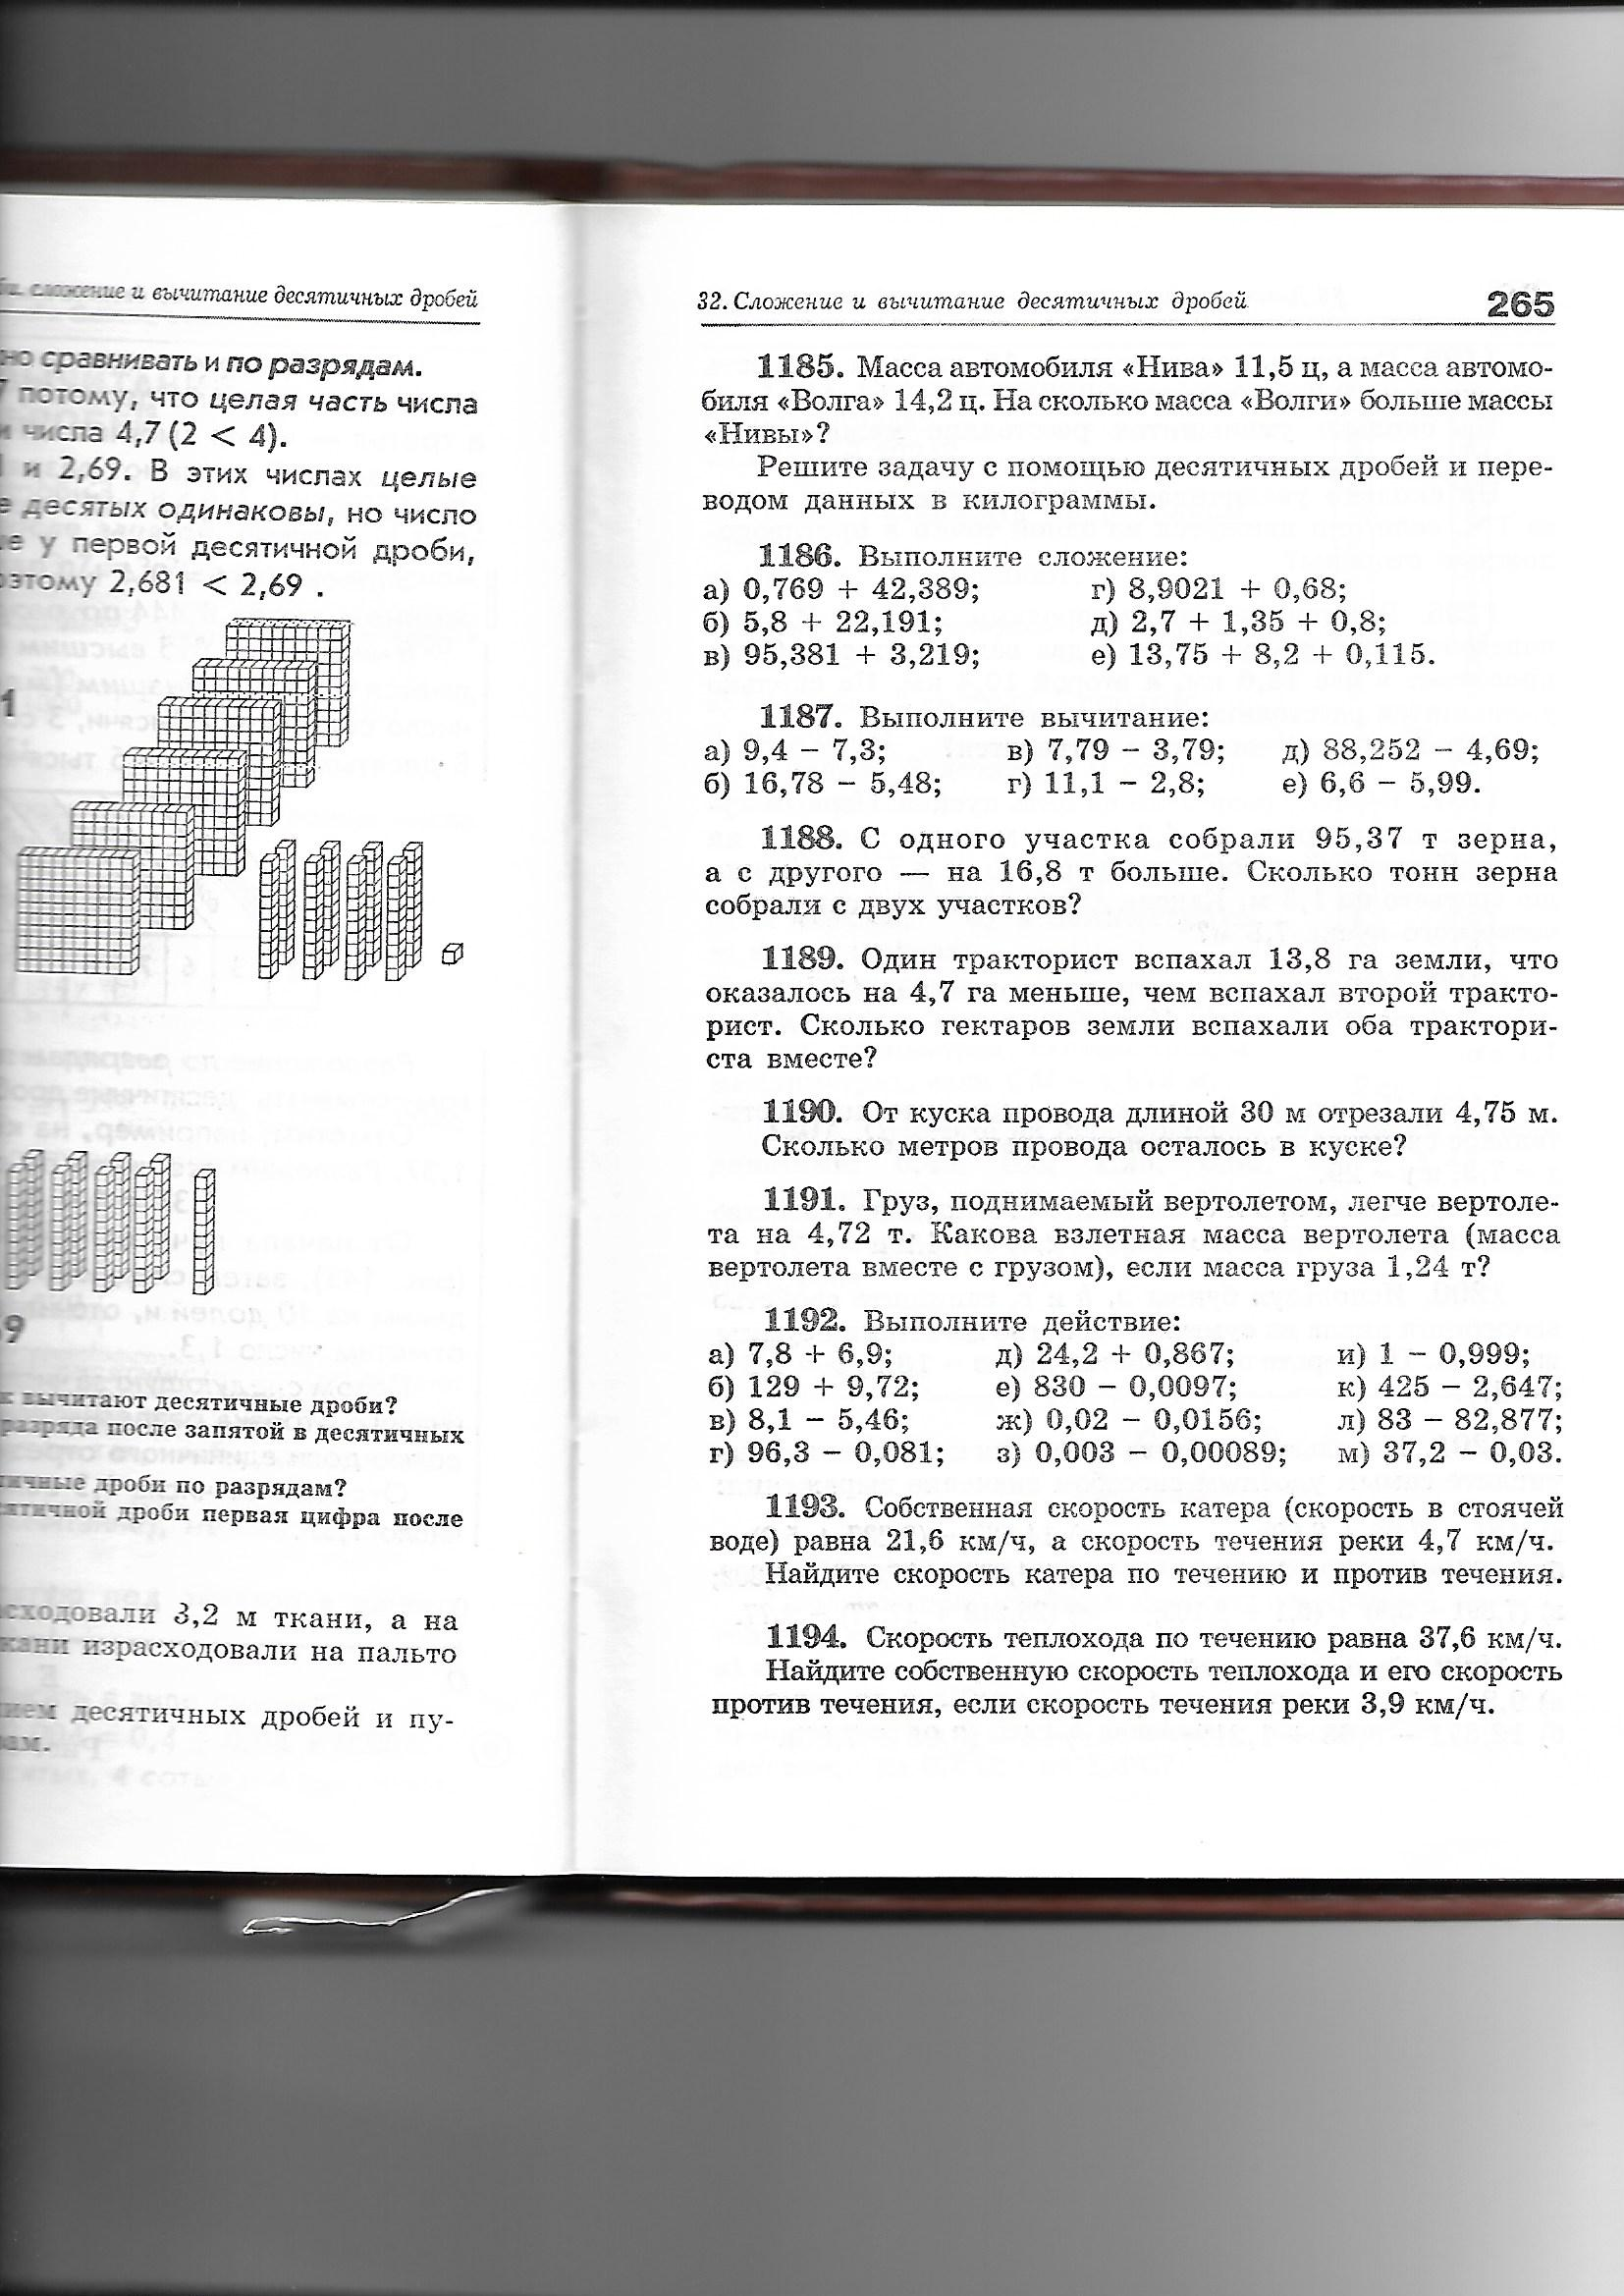 сложение и вычитание десятичных дробей
но сравнивать и по разрядам.
потому, что целая часть числа
числа 4,7 (2 < 4).
и 2,69. В этих числах целые
десятых одинаковы, но число
у первой десятичной дроби,
2,681 < 2,69 .
1
9
вычитают десятичные дроби?
разряда после запятой в десятичных
дроби по разрядам?
дроби первая цифра после
3,2 м ткани, а на
израсходовали на пальто
десятичных дробей и пу-
32. Сложение и вычитание десятичных дробей 265
1185. Масса автомобиля «Нива» 11,5 ц, а масса автомо-
биля «Волга» 14,2 ц. На сколько масса «Волги» больше массы
«Нивы»?
Решите задачу с помощью десятичных дробей и пере-
водом данных в килограммы.
1186. Выполните сложение:
а) 0,769 + 42,389; г) 8,9021 + 0,68;
б) 5,8 + 22,191; д) 2,7 + 1,35 + 0,8;
в) 95,381 + 3,219; е) 13,75 + 8,2 + 0,115.
1187. Выполните вычитание:
а) 9,4 − 7,3; в) 7,79 − 3,79; д) 88,252 − 4,69;
б) 16,78 − 5,48; г) 11,1 − 2,8; е) 6,6 − 5,99.
1188. С одного участка собрали 95,37 т зерна,
а с другого — на 16,8 т больше. Сколько тонн зерна
собрали с двух участков?
1189. Один тракторист вспахал 13,8 га земли, что
оказалось на 4,7 га меньше, чем вспахал второй тракто-
рист. Сколько гектаров земли вспахали оба трактори-
ста вместе?
1190. От куска провода длиной 30 м отрезали 4,75 м.
Сколько метров провода осталось в куске?
1191. Груз, поднимаемый вертолетом, легче вертоле-
та на 4,72 т. Какова взлетная масса вертолета (масса
вертолета вместе с грузом), если масса груза 1,24 т?
1192. Выполните действие:
а) 7,8 + 6,9; д) 24,2 + 0,867; и) 1 − 0,999;
б) 129 + 9,72; е) 830 − 0,0097; к) 425 − 2,647;
в) 8,1 − 5,46; ж) 0,02 − 0,0156; л) 83 − 82,877;
г) 96,3 − 0,081; з) 0,003 − 0,00089; м) 37,2 − 0,03.
1193. Собственная скорость катера (скорость в стоячей
воде) равна 21,6 км/ч, а скорость течения реки 4,7 км/ч.
Найдите скорость катера по течению и против течения.
1194. Скорость теплохода по течению равна 37,6 км/ч.
Найдите собственную скорость теплохода и его скорость
против течения, если скорость течения реки 3,9 км/ч.